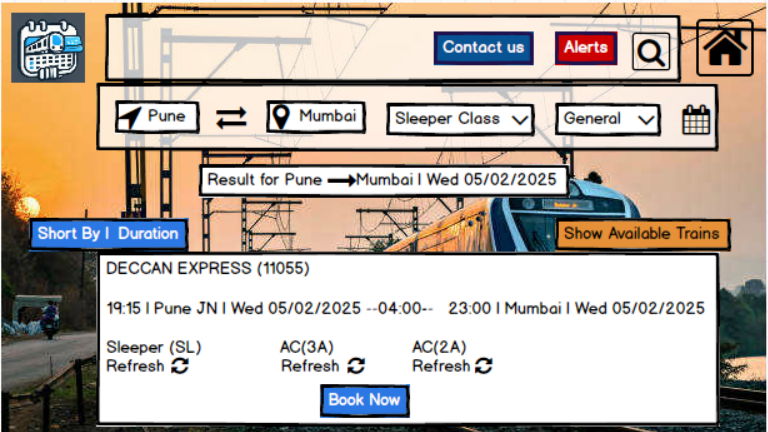 Contact us Alerts
Pune Mumbai Sleeper Class General
Result for Pune Mumbai | Wed 05/02/2025
Short By | Duration Show Available Trains
DECCAN EXPRESS (11055)
19:15 | Pune JN | Wed 05/02/2025 --04:00-- 23:00 | Mumbai | Wed 05/02/2025
Sleeper (SL) AC(3A) AC(2A)
Refresh Refresh Refresh
Book Now